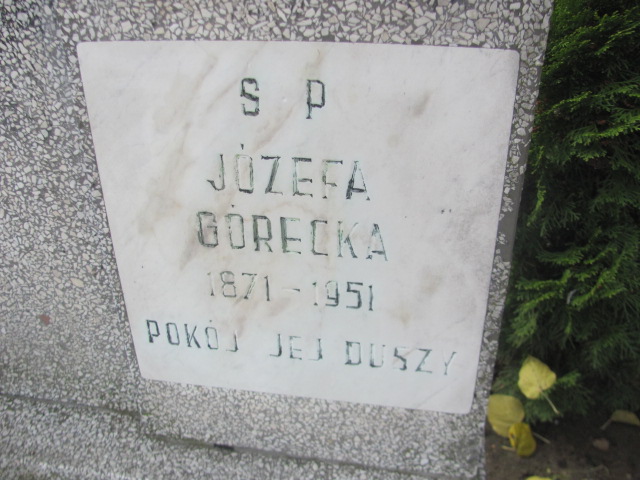 S P
JÓZEFA
GÓRECKA
1871-1951
POKÓJ JEJ DUSZY